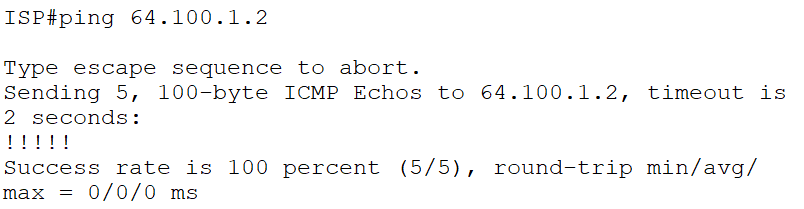 ISP#ping 64.100.1.2
Type escape sequence to abort.
Sending 5, 100-byte ICMP Echos to 64.100.1.2, timeout is
2 seconds:
!!!!!
Success rate is 100 percent (5/5), round-trip min/avg/
max = 0/0/0 ms